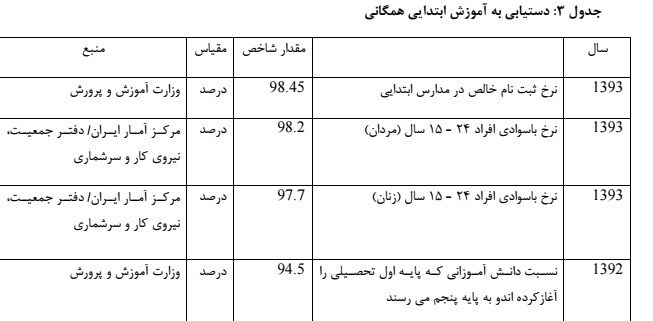 جدول ۳: دستیابی به آموزش ابتدایی همگانی
سال | | مقدار شاخص | مقیاس | منبع
1393 | نرخ ثبت نام خالص در مدارس ابتدایی | 98.45 | درصد | وزارت آموزش و پرورش
1393 | نرخ باسوادی افراد ۲۴ - ۱۵ سال (مردان) | 98.2 | درصد | مرکز آمار ایران/ دفتر جمعیت،
نیروی کار و سرشماری
1393 | نرخ باسوادی افراد ۲۴ - ۱۵ سال (زنان) | 97.7 | درصد | مرکز آمار ایران/ دفتر جمعیت،
نیروی کار و سرشماری
1392 | نسبت دانش آموزانی که پایه اول تحصیلی را | 94.5 | درصد | وزارت آموزش و پرورش
آغازکرده اندو به پایه پنجم می رسند